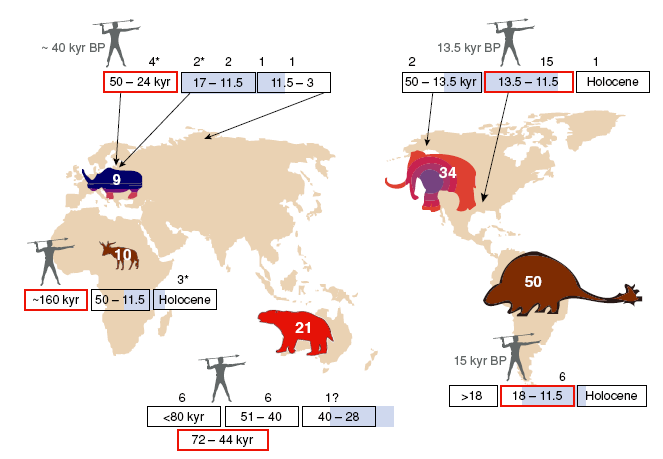 ~ 40 kyr BP
4* 2* 2 1 1
50 – 24 kyr 17 – 11.5 11.5 – 3
13.5 kyr BP
2 15 1
50 – 13.5 kyr 13.5 – 11.5 Holocene
9
34
10
3*
~160 kyr 50 – 11.5 Holocene
50
21
15 kyr BP
6
>18 18 – 11.5 Holocene
6 6 1?
<80 kyr 51 – 40 40 – 28
72 – 44 kyr